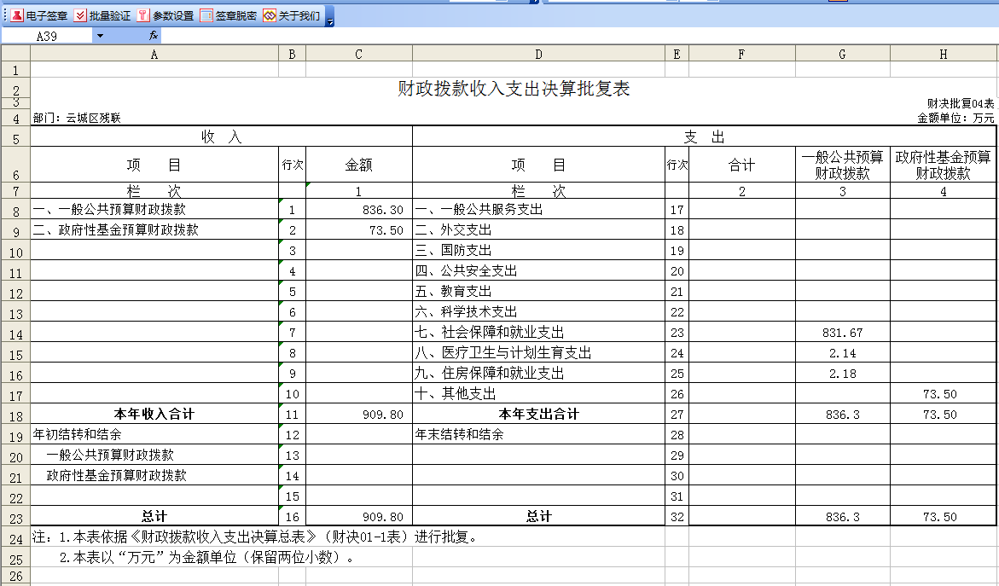 电子签章 批量验证 参数设置 签章脱密 关于我们
A39 fx
A B C D E F G H
1
2 财政拨款收入支出决算批复表
3 财决批复04表
4 部门：云城区残联 金额单位：万元
5 收 入 支 出
6 项 目 行次 金额 项 目 行次 合计 一般公共预算财政拨款 政府性基金预算财政拨款
7 栏 次 1 栏 次 2 3 4
8 一、一般公共预算财政拨款 1 836.30 一、一般公共服务支出 17
9 二、政府性基金预算财政拨款 2 73.50 二、外交支出 18
10 3 三、国防支出 19
11 4 四、公共安全支出 20
12 5 五、教育支出 21
13 6 六、科学技术支出 22
14 7 七、社会保障和就业支出 23 831.67
15 8 八、医疗卫生与计划生育支出 24 2.14
16 9 九、住房保障和就业支出 25 2.18
17 10 十、其他支出 26 73.50
18 本年收入合计 11 909.80 本年支出合计 27 836.3 73.50
19 年初结转和结余 12 年末结转和结余 28
20 一般公共预算财政拨款 13 29
21 政府性基金预算财政拨款 14 30
22 15 31
23 总计 16 909.80 总计 32 836.3 73.50
24 注：1.本表依据《财政拨款收入支出决算总表》（财决01-1表）进行批复。
25 2.本表以“万元”为金额单位（保留两位小数）。
26